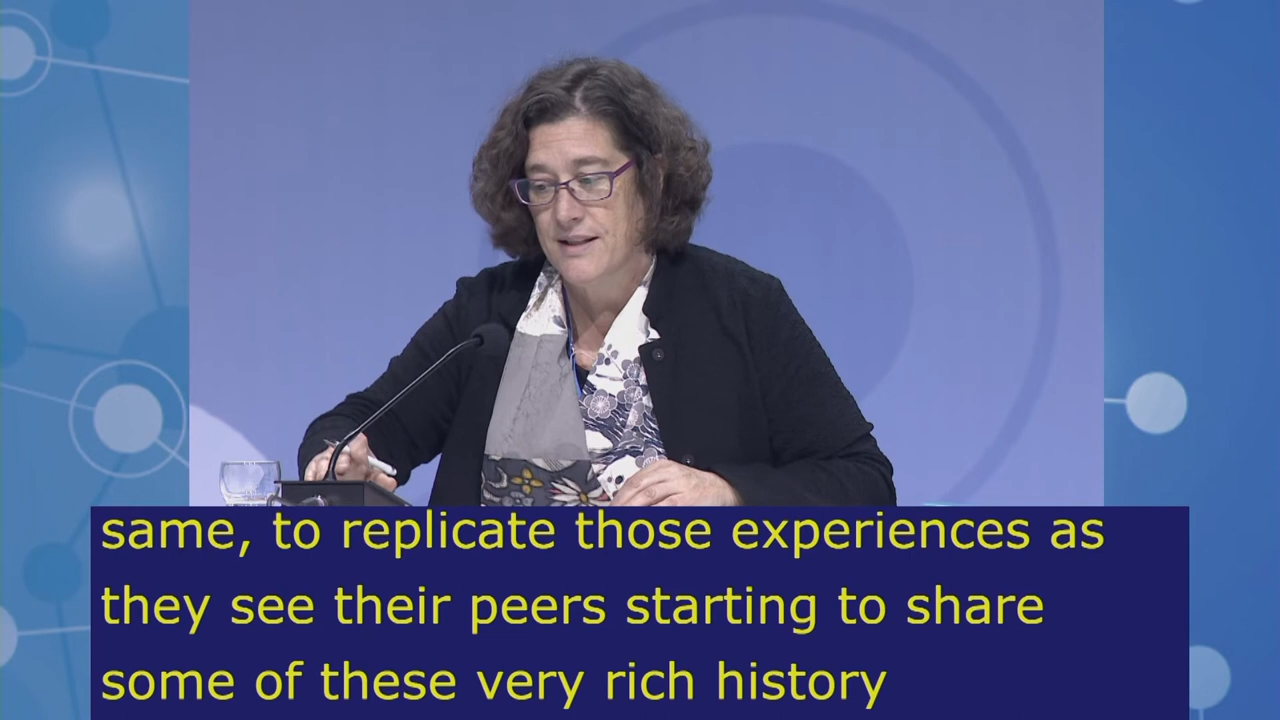 same, to replicate those experiences as
they see their peers starting to share
some of these very rich history